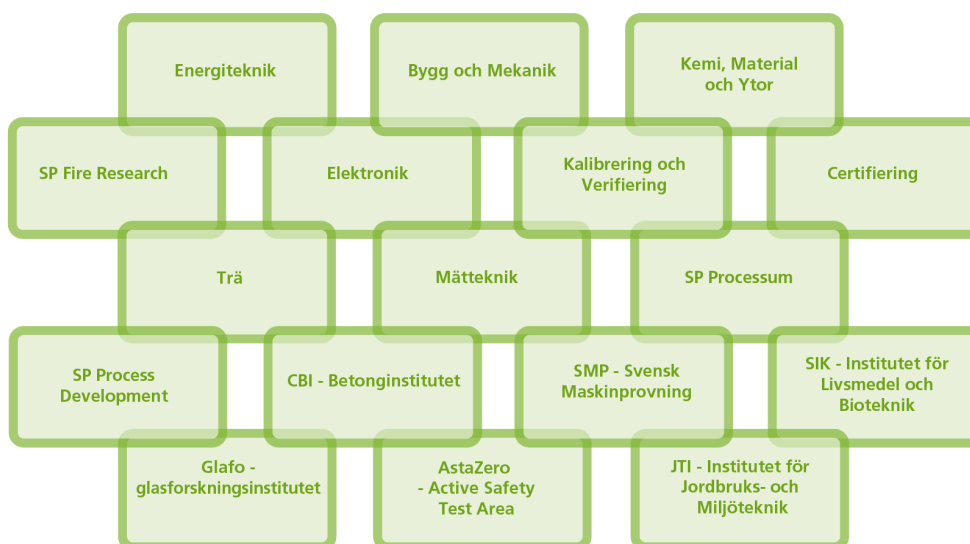 Energiteknik
Bygg och Mekanik
Kemi, Material
och Ytor
SP Fire Research
Elektronik
Kalibrering och
Verifiering
Certifiering
Trä
Mätteknik
SP Processum
SP Process
Development
CBI - Betonginstitutet
SMP - Svensk
Maskinprovning
SIK - Institutet för
Livsmedel och
Bioteknik
Glafo -
glasforskningsinstitutet
AstaZero
- Active Safety
Test Area
JTI - Institutet för
Jordbruks- och
Miljöteknik